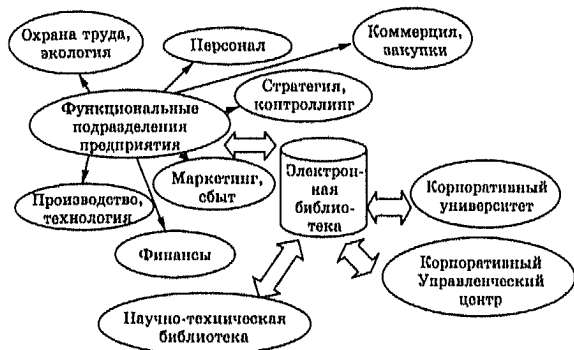 Охрана труда,
экология
Персонал
Коммерция,
закупки
Функциональные
подразделения
предприятия
Стратегия,
контроллинг
Маркетинг,
сбыт
Производство,
технология
Финансы
Электрон-
ная
библио-
тека
Корпоративный
университет
Корпоративный
Управленческий
центр
Научно-техническая
библиотека